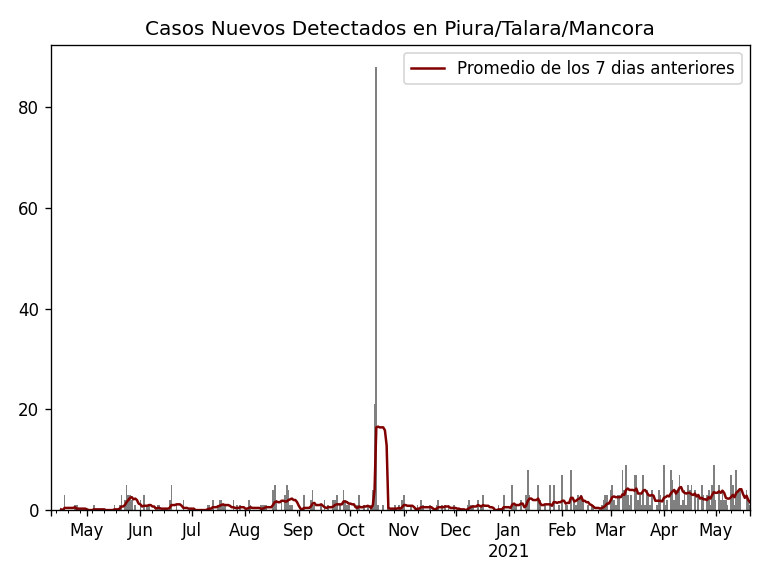 Casos Nuevos Detectados en Piura/Talara/Mancora
Promedio de los 7 dias anteriores
80
60
40
20
0
May Jun Jul Aug Sep Oct Nov Dec Jan Feb Mar Apr May
2021